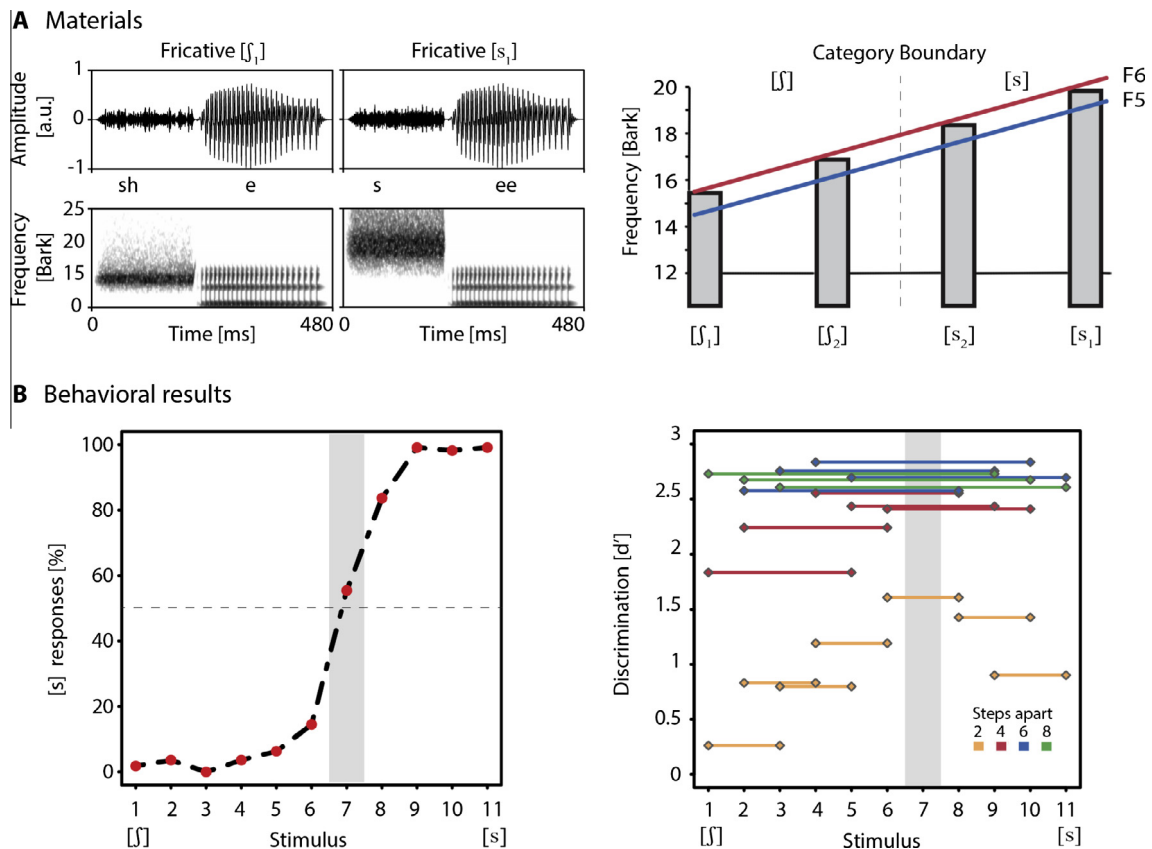 A Materials
Fricative [ʃ1]
Fricative [s1]
Amplitude
[a.u.]
1
0
-1
sh
e
s
ee
Frequency
[Bark]
25
20
15
0
0
480
0
480
Time [ms]
Time [ms]
Category Boundary
[ʃ]
[s]
F6
F5
Frequency [Bark]
20
18
16
14
12
[ʃ1]
[ʃ2]
[s2]
[s1]
B Behavioral results
[s] responses [%]
100
80
60
40
20
0
1 2 3 4 5 6 7 8 9 10 11
[ʃ]
Stimulus
[s]
Discrimination [d']
3
2.5
2
1.5
1
0.5
0
Steps apart
2 4 6 8
1 2 3 4 5 6 7 8 9 10 11
[ʃ]
Stimulus
[s]